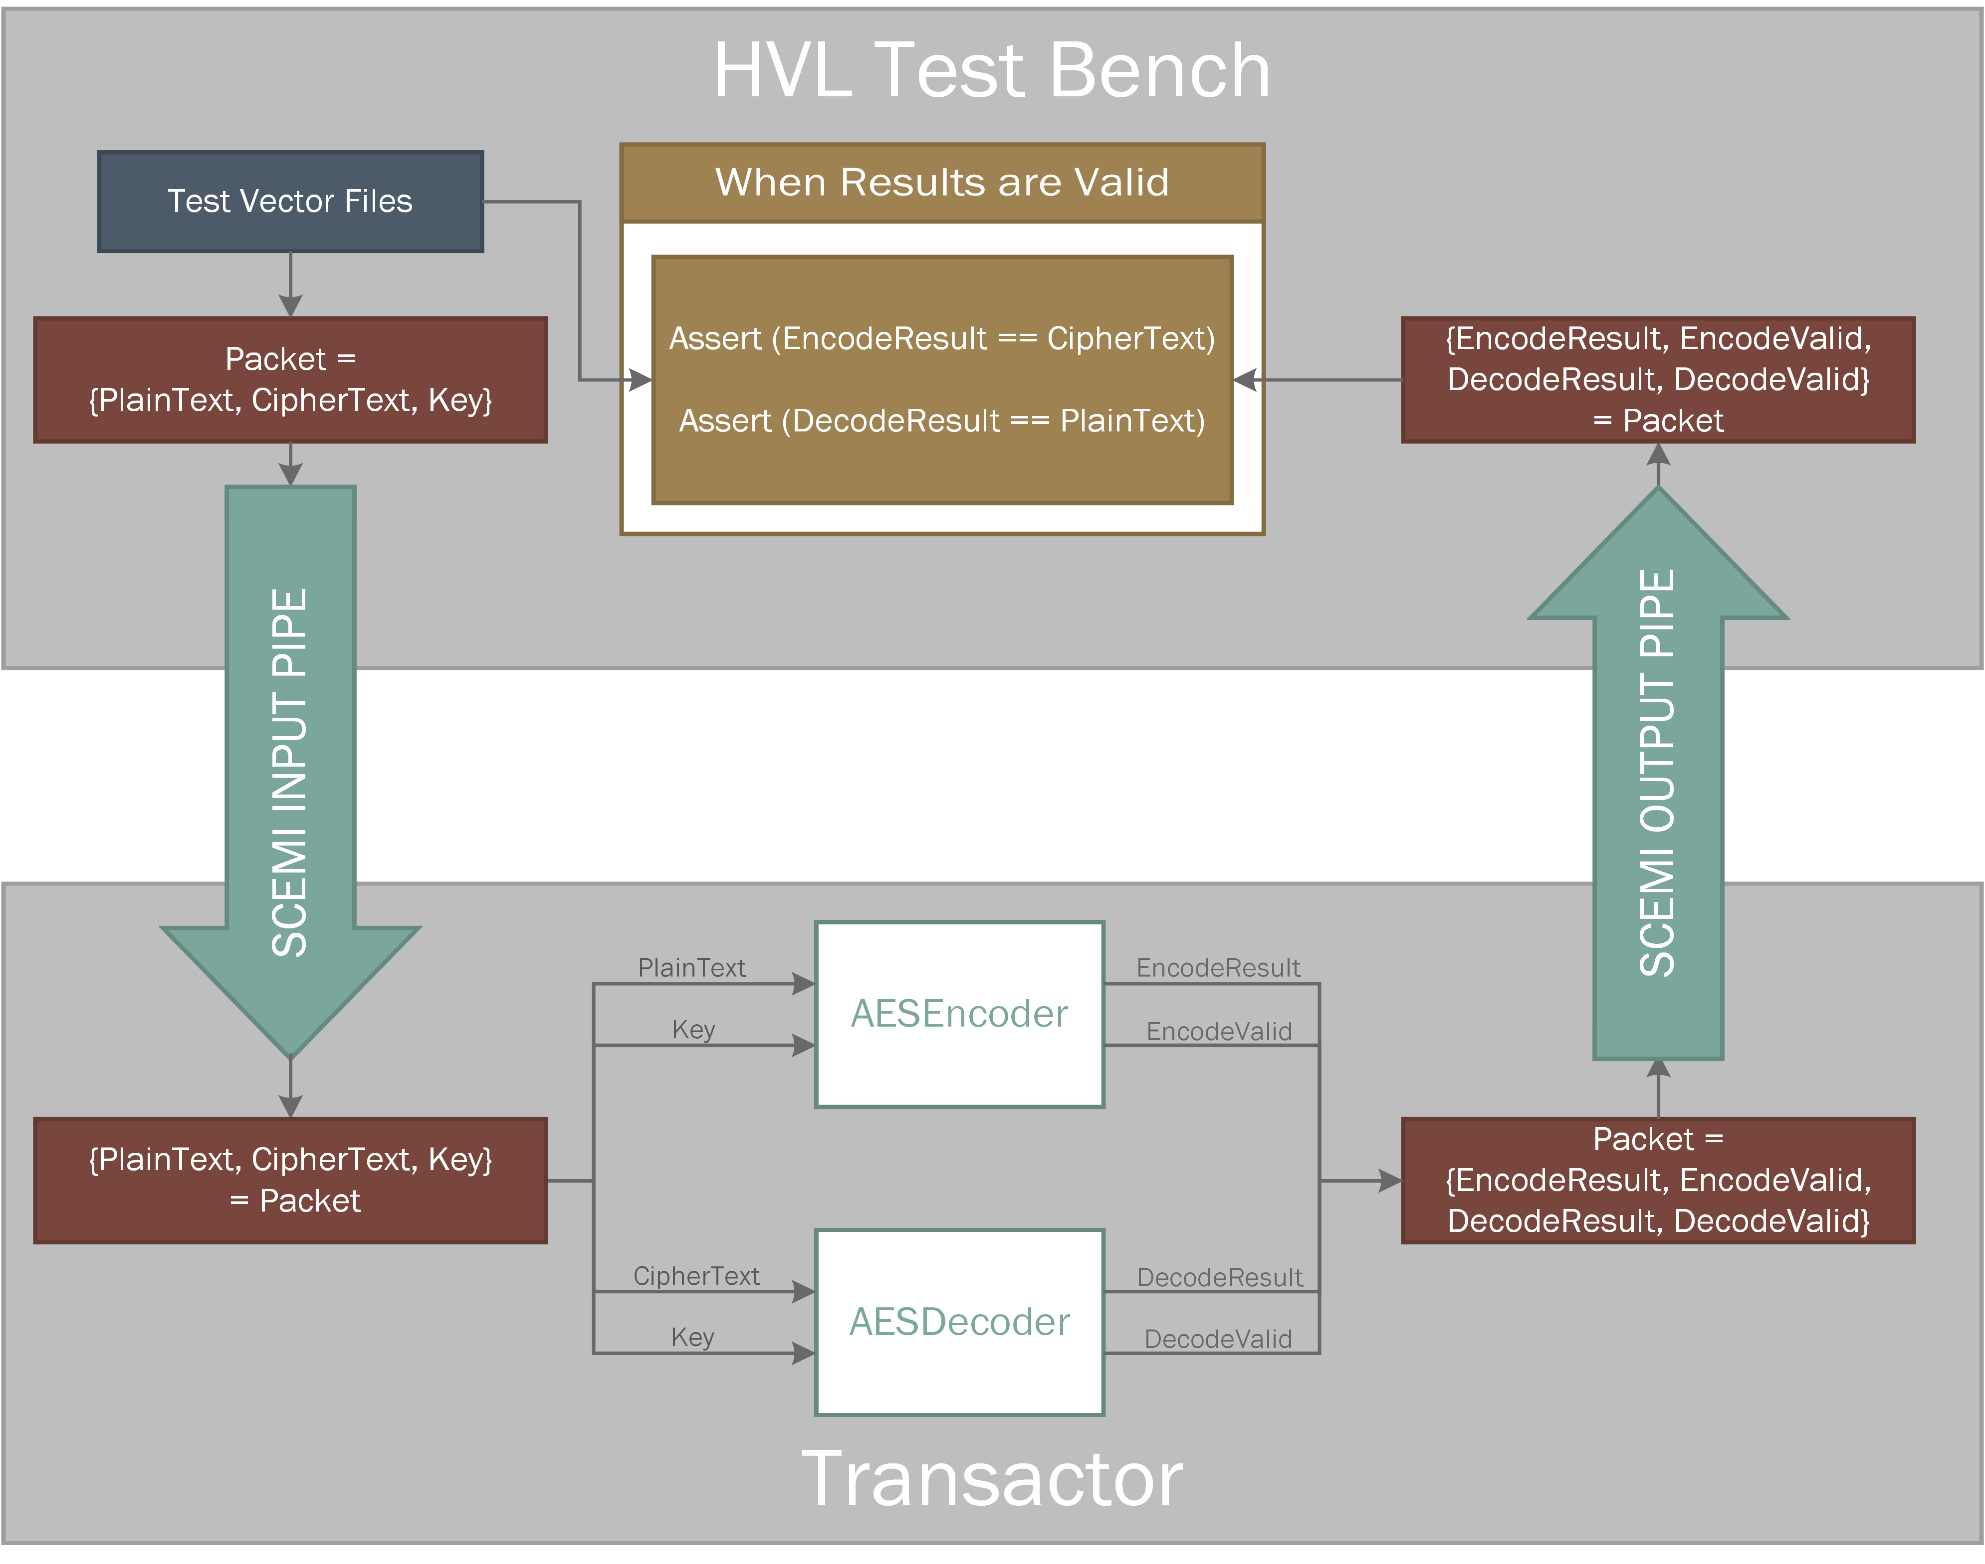 HVL Test Bench
Test Vector Files
When Results are Valid
Assert (EncodeResult == CipherText)
Assert (DecodeResult == PlainText)
Packet =
{PlainText, CipherText, Key}
{EncodeResult, EncodeValid,
DecodeResult, DecodeValid}
= Packet
SCEMI INPUT PIPE
SCEMI OUTPUT PIPE
{PlainText, CipherText, Key}
= Packet
PlainText
Key
AESEncoder
EncodeResult
EncodeValid
CipherText
Key
AESDecoder
DecodeResult
DecodeValid
Packet =
{EncodeResult, EncodeValid,
DecodeResult, DecodeValid}
Transactor